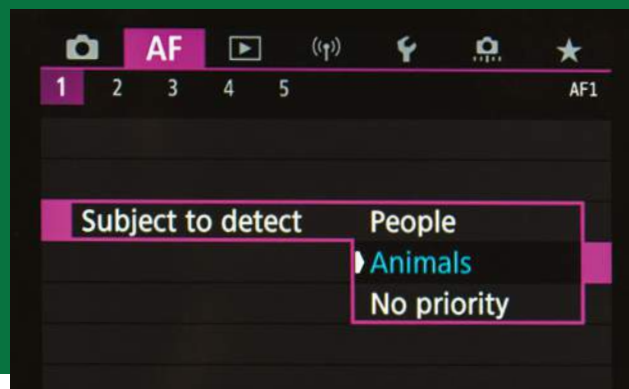 AF
1 2 3 4 5 AF1
Subject to detect People
Animals
No priority